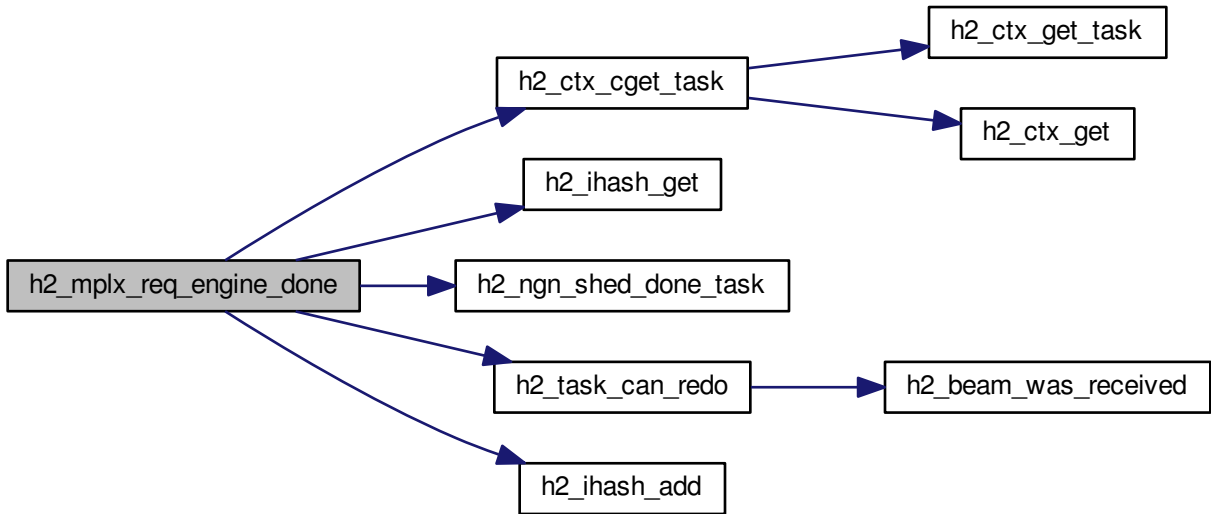 h2_ctx_get_task
h2_ctx_cget_task
h2_ctx_get
h2_ihash_get
h2_mplx_req_engine_done
h2_ngn_shed_done_task
h2_task_can_redo
h2_beam_was_received
h2_ihash_add